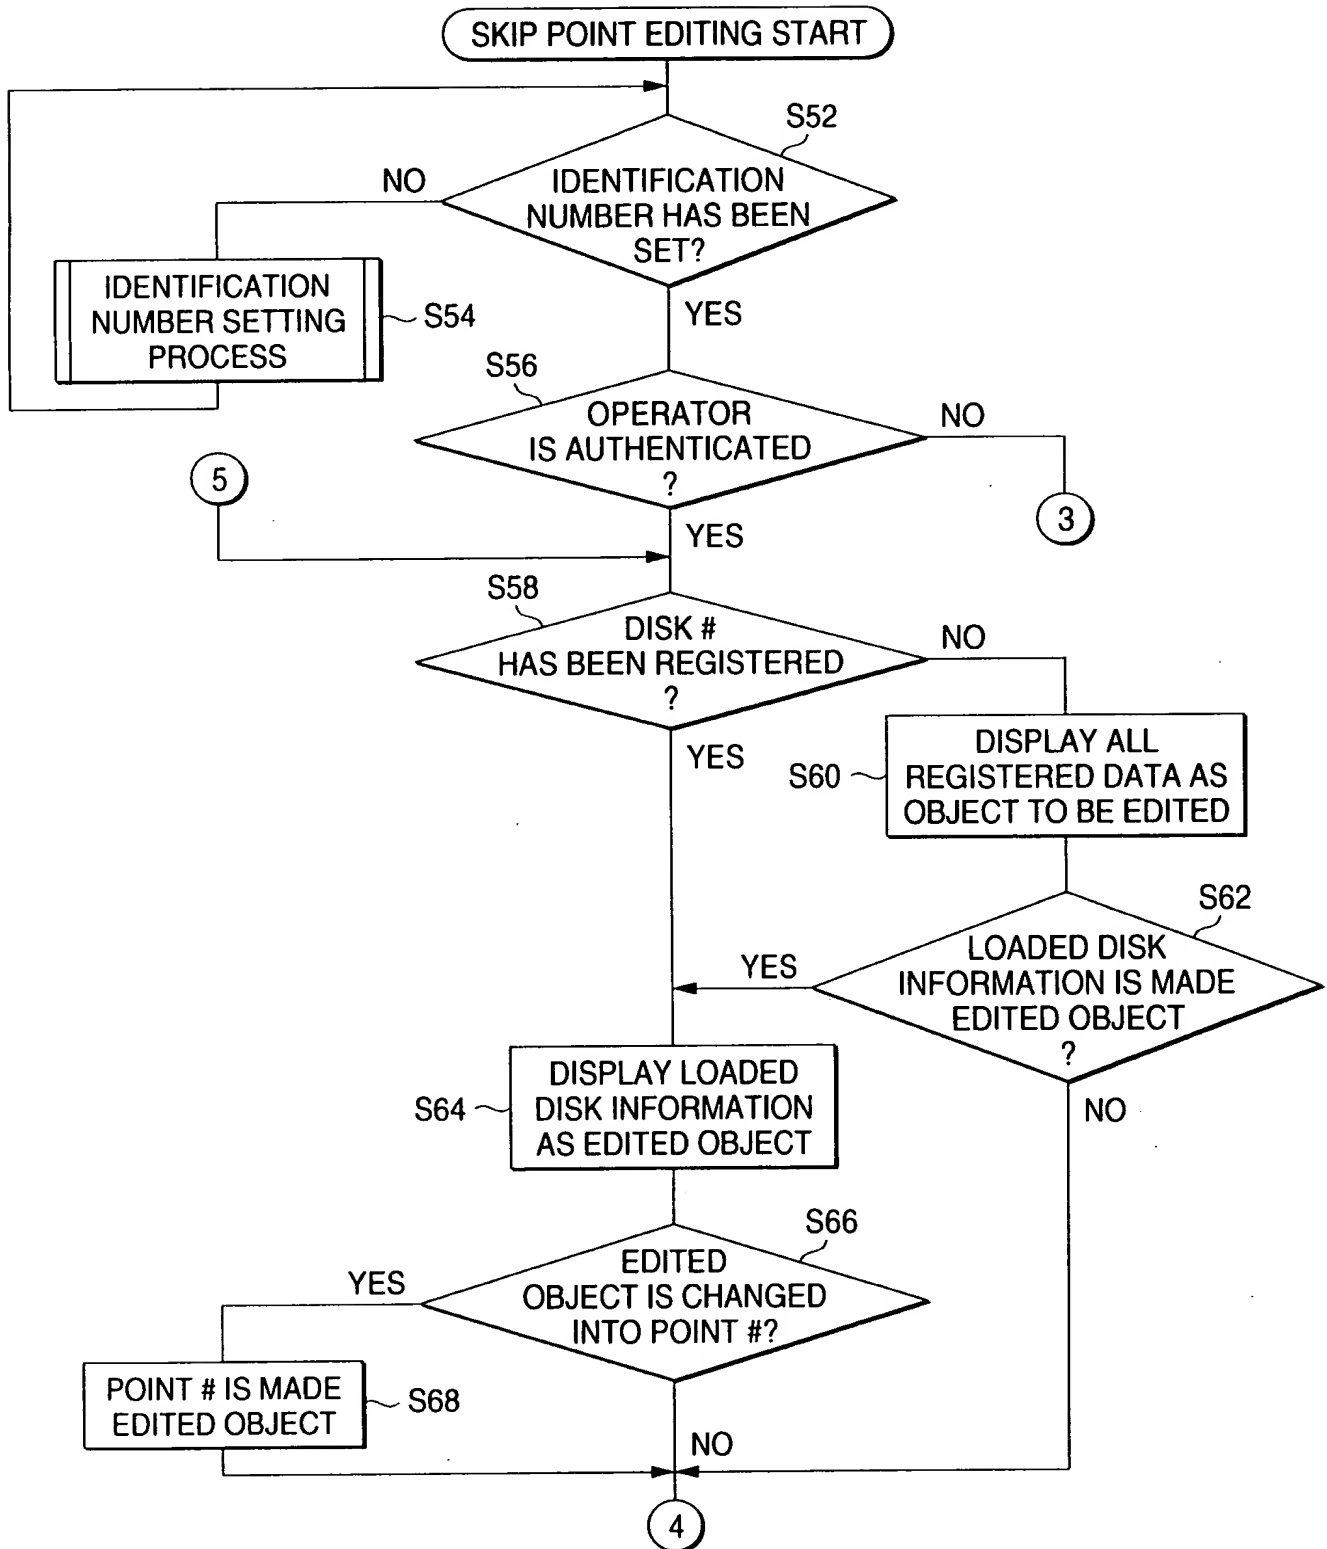 SKIP POINT EDITING START
S52
NO
IDENTIFICATION
NUMBER HAS BEEN
SET?
YES
IDENTIFICATION
NUMBER SETTING
PROCESS
S54
S56
OPERATOR
IS AUTHENTICATED
?
NO
3
YES
5
S58
DISK #
HAS BEEN REGISTERED
?
NO
YES
DISPLAY ALL
REGISTERED DATA AS
OBJECT TO BE EDITED
S60
S62
LOADED DISK
INFORMATION IS MADE
EDITED OBJECT
?
YES
NO
DISPLAY LOADED
DISK INFORMATION
AS EDITED OBJECT
S64
S66
EDITED
OBJECT IS CHANGED
INTO POINT #?
YES
POINT # IS MADE
EDITED OBJECT
S68
NO
4